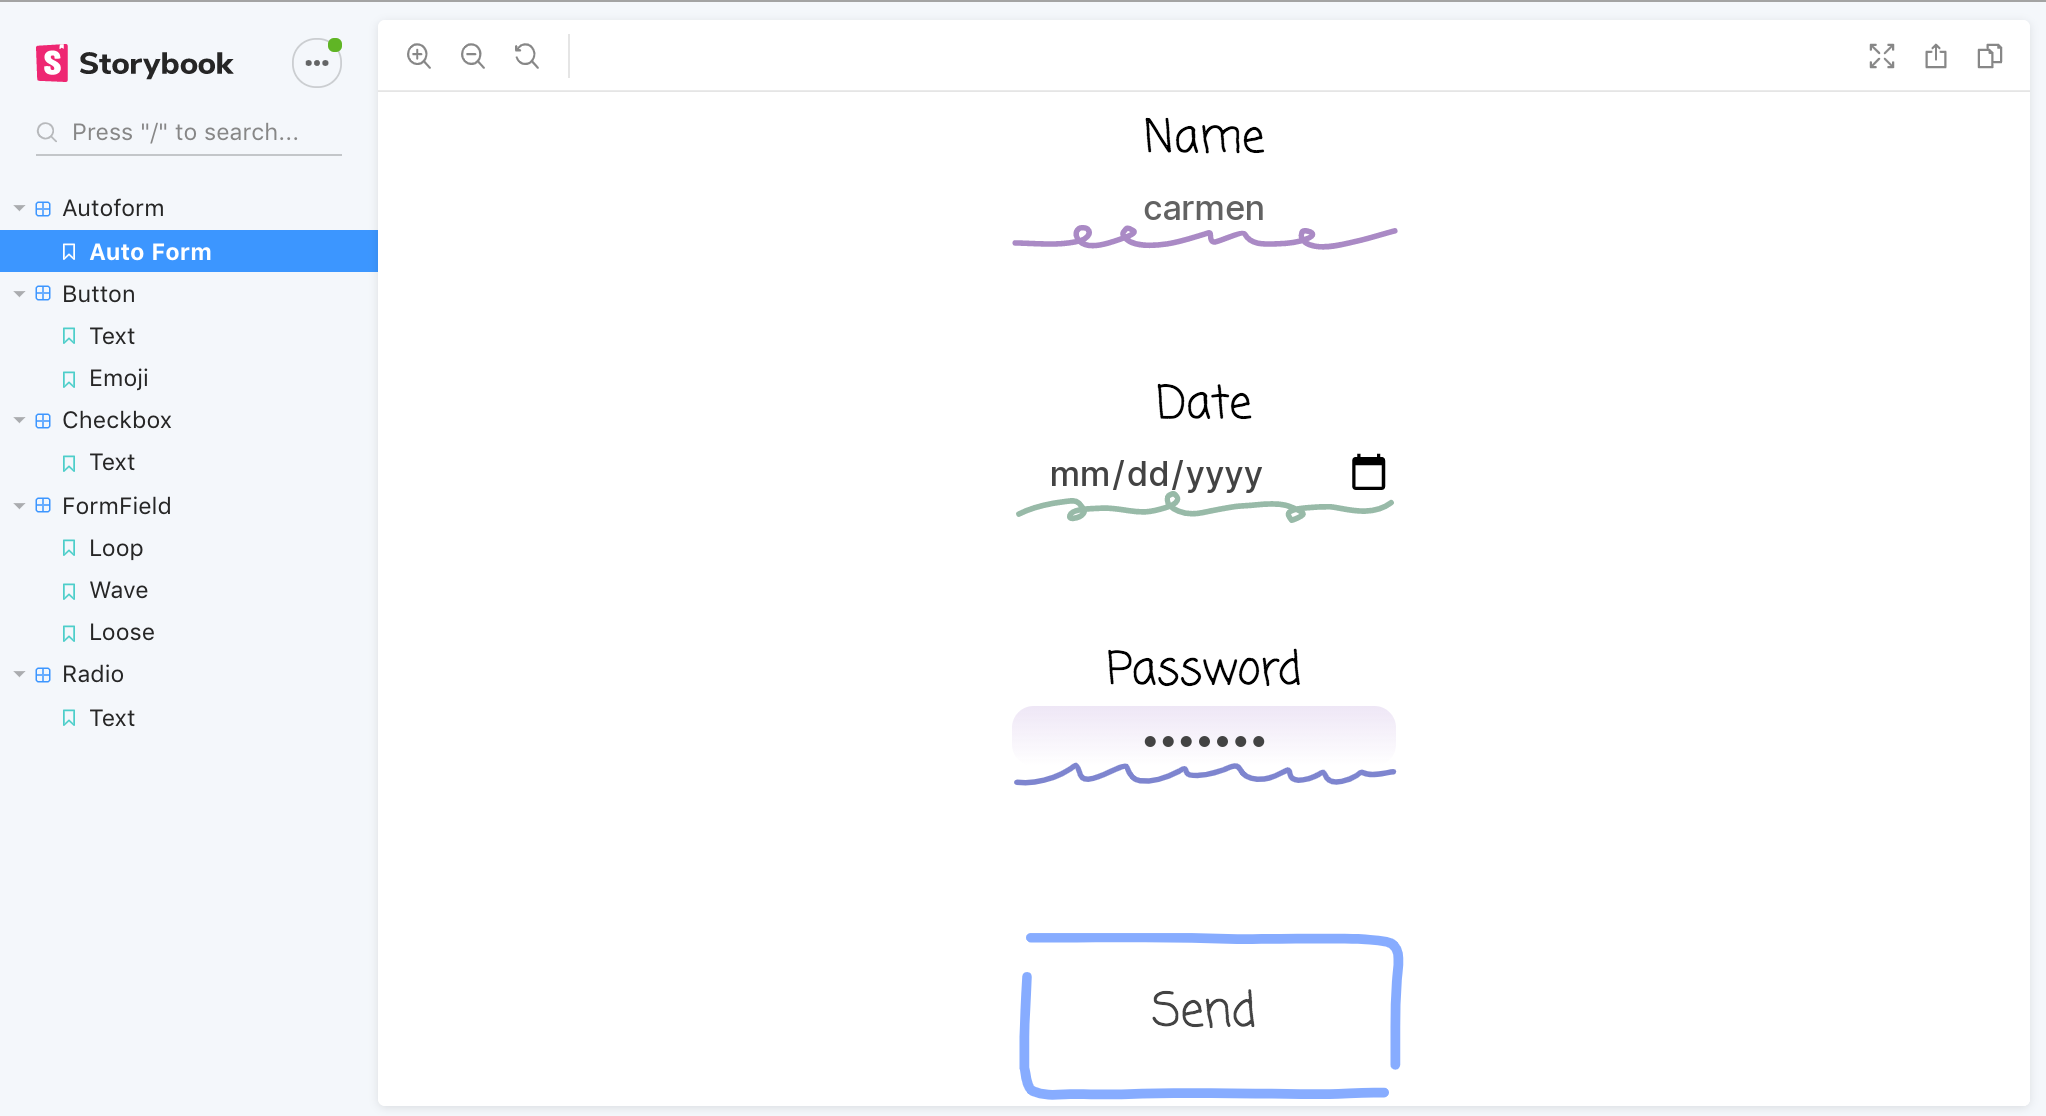 Storybook
Press "/" to search...
Autoform
Auto Form
Button
Text
Emoji
Checkbox
Text
FormField
Loop
Wave
Loose
Radio
Text
Name
carmen
Date
mm/dd/yyyy
Password
•••••••
Send